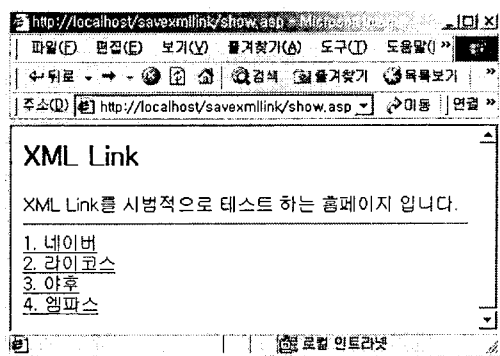 http://localhost/savexmllink/show.asp - Microsoft
파일(F) 편집(E) 보기(V) 즐겨찾기(A) 도구(T) 도움말( »
뒤로 검색 즐겨찾기 목록보기 »
주소(D) http://localhost/savexmllink/show.asp 이동 연결 »
XML Link
XML Link를 시범적으로 테스트 하는 홈페이지 입니다.
1. 네이버
2. 라이코스
3. 야후
4. 엠파스
로컬 인트라넷